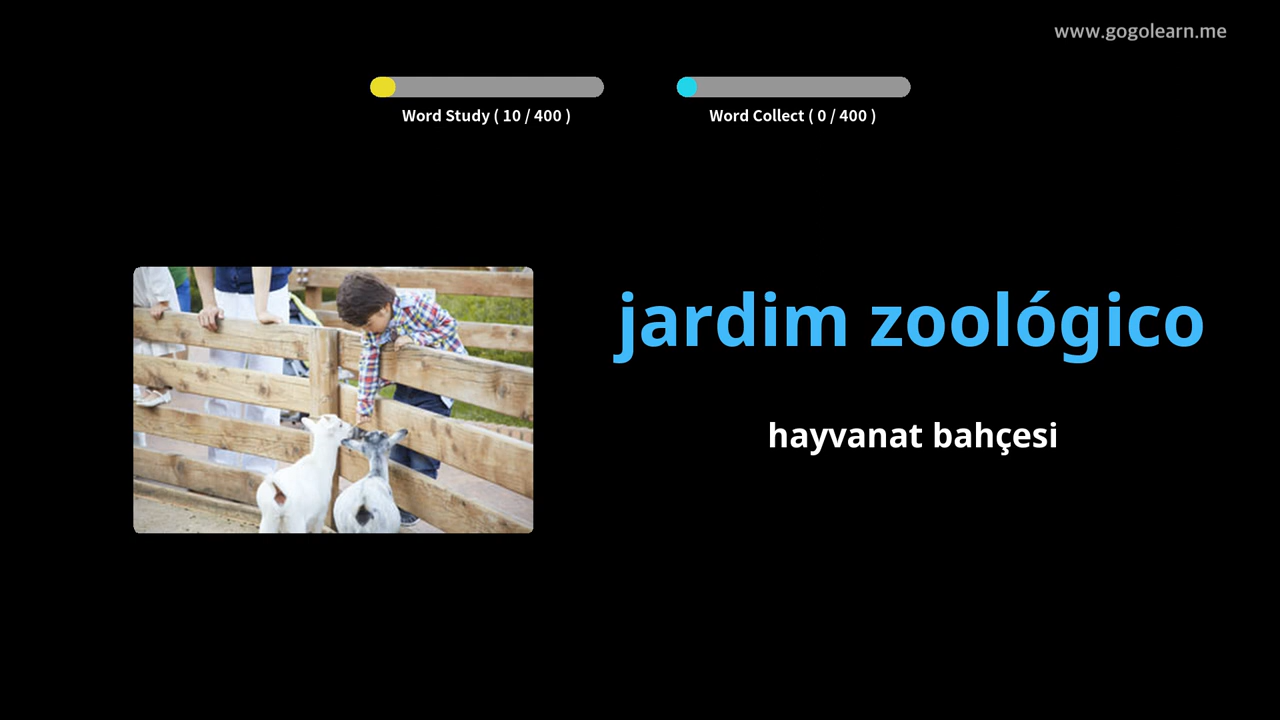 www.gogolearn.me
Word Study ( 10 / 400 )
Word Collect ( 0 / 400 )
jardim zoológico
hayvanat bahçesi